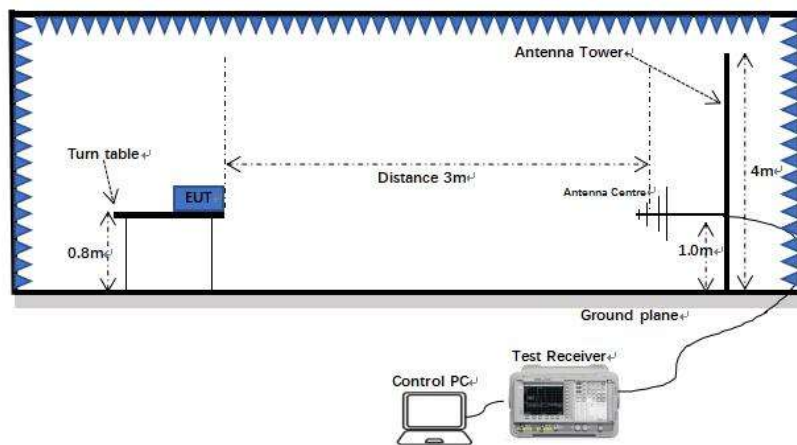 Antenna Tower
Turn table
EUT
Distance 3m
Antenna Centre
4m
0.8m
1.0m
Ground plane
Test Receiver
Control PC